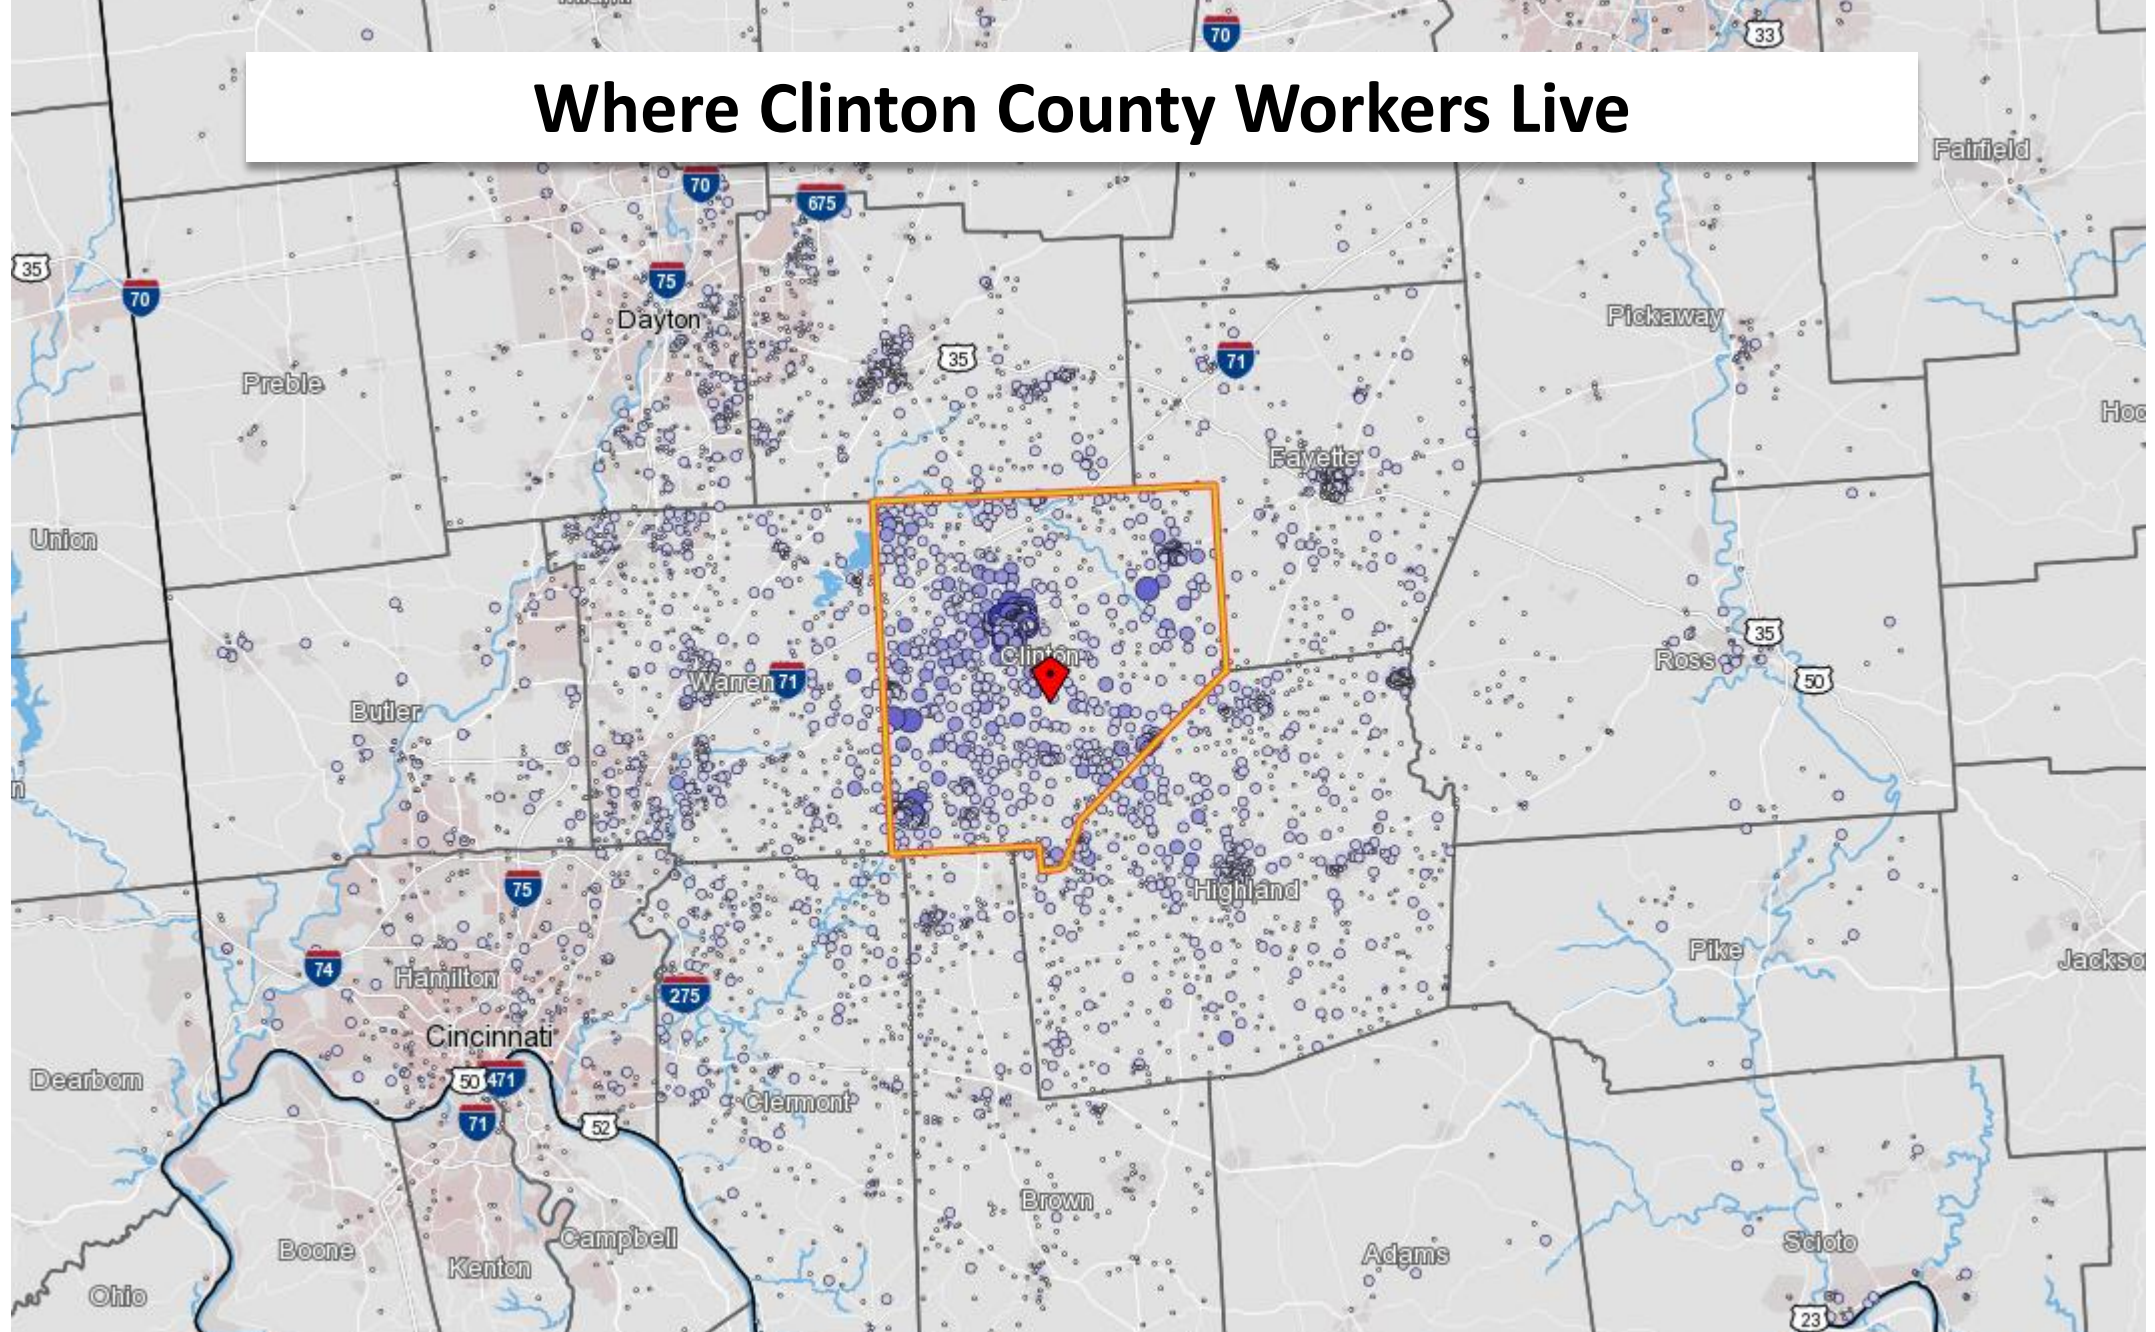 70
33
Where Clinton County Workers Live
Fairfield
70
675
35
70
75
Dayton
Pickaway
35
71
Preble
Hoc
Fayette
Union
Clinton
35
Ross
50
Warren
71
Butler
n
75
Highland
74
Hamilton
275
Pike
Jackso
Cincinnati
50
471
Dearborn
Clermont
71
52
Brown
Campbell
Boone
Kenton
Adams
Scioto
Ohio
23